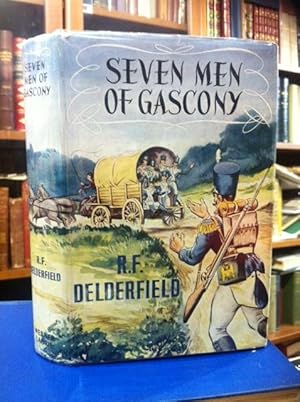 SEVEN MEN
OF GASCONY
R.F.
DELDERFIELD
SEVEN
MEN OF
GASCONY
R.F.
DELDERFIELD